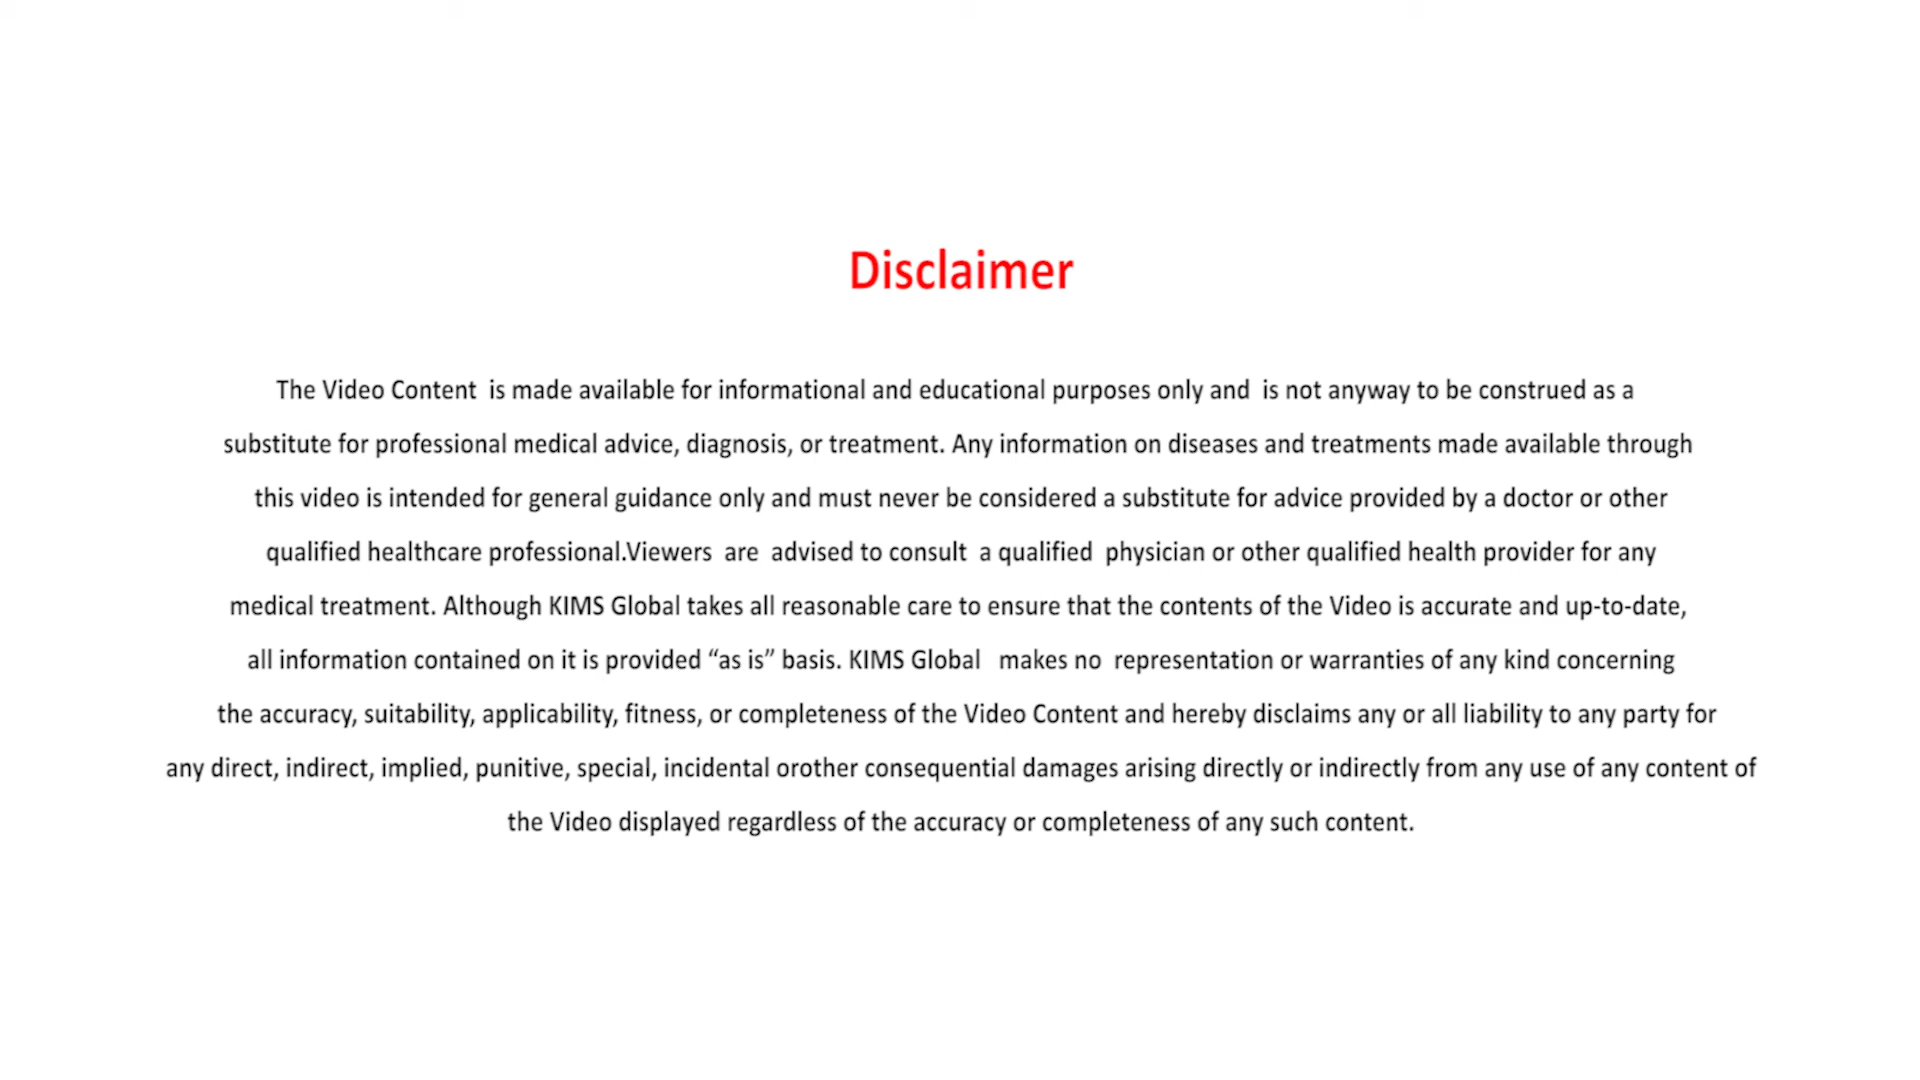 Disclaimer
The Video Content  is made available for informational and educational purposes only and  is not anyway to be construed as a
substitute for professional medical advice, diagnosis, or treatment. Any information on diseases and treatments made available through
this video is intended for general guidance only and must never be considered a substitute for advice provided by a doctor or other
qualified healthcare professional.Viewers  are  advised to consult  a qualified  physician or other qualified health provider for any
medical treatment. Although KIMS Global takes all reasonable care to ensure that the contents of the Video is accurate and up-to-date,
all information contained on it is provided “as is” basis. KIMS Global   makes no  representation or warranties of any kind concerning
the accuracy, suitability, applicability, fitness, or completeness of the Video Content and hereby disclaims any or all liability to any party for
any direct, indirect, implied, punitive, special, incidental orother consequential damages arising directly or indirectly from any use of any content of
the Video displayed regardless of the accuracy or completeness of any such content.